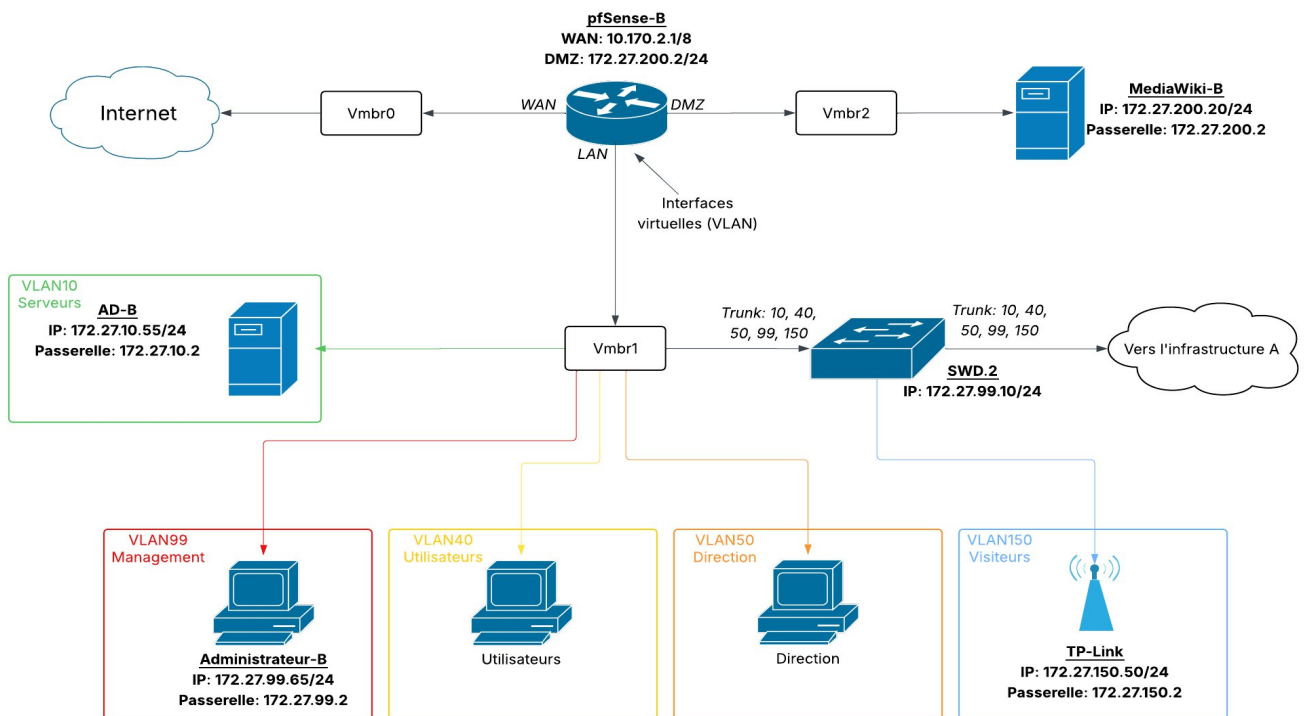 pfSense-B
WAN: 10.170.2.1/8
DMZ: 172.27.200.2/24
Internet
Vmbr0
WAN
DMZ
LAN
Vmbr2
MediaWiki-B
IP: 172.27.200.20/24
Passerelle: 172.27.200.2
Interfaces
virtuelles (VLAN)
VLAN10
Serveurs
AD-B
IP: 172.27.10.55/24
Passerelle: 172.27.10.2
Vmbr1
Trunk: 10, 40,
50, 99, 150
SWD.2
IP: 172.27.99.10/24
Trunk: 10, 40,
50, 99, 150
Vers l'infrastructure A
VLAN99
Management
Administrateur-B
IP: 172.27.99.65/24
Passerelle: 172.27.99.2
VLAN40
Utilisateurs
Utilisateurs
VLAN50
Direction
Direction
VLAN150
Visiteurs
TP-Link
IP: 172.27.150.50/24
Passerelle: 172.27.150.2